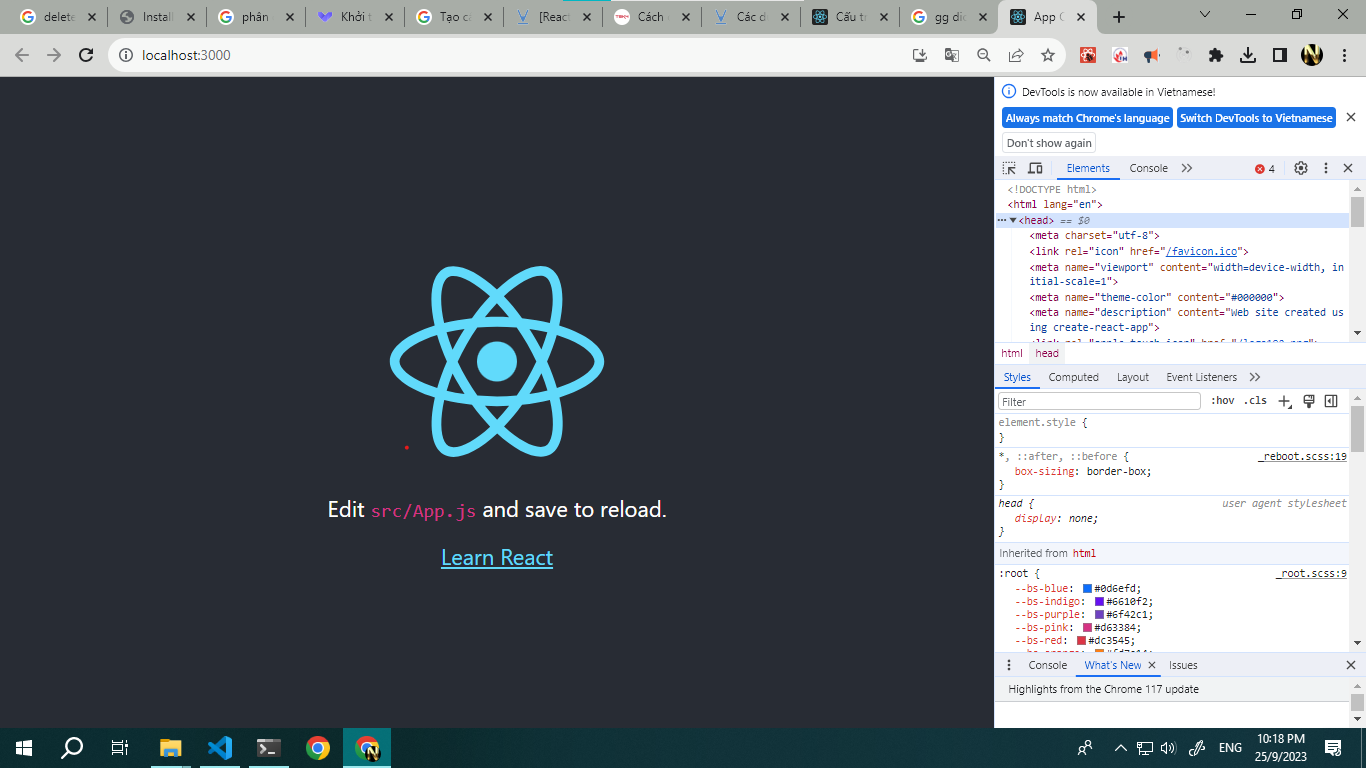 delete
Install
phân
Khởi t
Tạo cá
[React
Cách
Các d
Cấu t
gg dic
App
localhost:3000
DevTools is now available in Vietnamese!
Always match Chrome's language
Switch DevTools to Vietnamese
Don't show again
Elements
Console
4
<!DOCTYPE html>
<html lang="en">
<head> == $0
<meta charset="utf-8">
<link rel="icon" href="/favicon.ico">
<meta name="viewport" content="width=device-width, in
itial-scale=1">
<meta name="theme-color" content="#000000">
<meta name="description" content="Web site created us
ing create-react-app">
html head
Styles Computed Layout Event Listeners
Filter
:hov .cls
element.style {
}
*, ::after, ::before { _reboot.scss:19
box-sizing: border-box;
}
head { user agent stylesheet
display: none;
}
Inherited from html
:root { _root.scss:9
--bs-blue: #0d6efd;
--bs-indigo: #6610f2;
--bs-purple: #6f42c1;
--bs-pink: #d63384;
--bs-red: #dc3545;
Console What's New Issues
Highlights from the Chrome 117 update
Edit src/App.js and save to reload.
Learn React
ENG
10:18 PM
25/9/2023